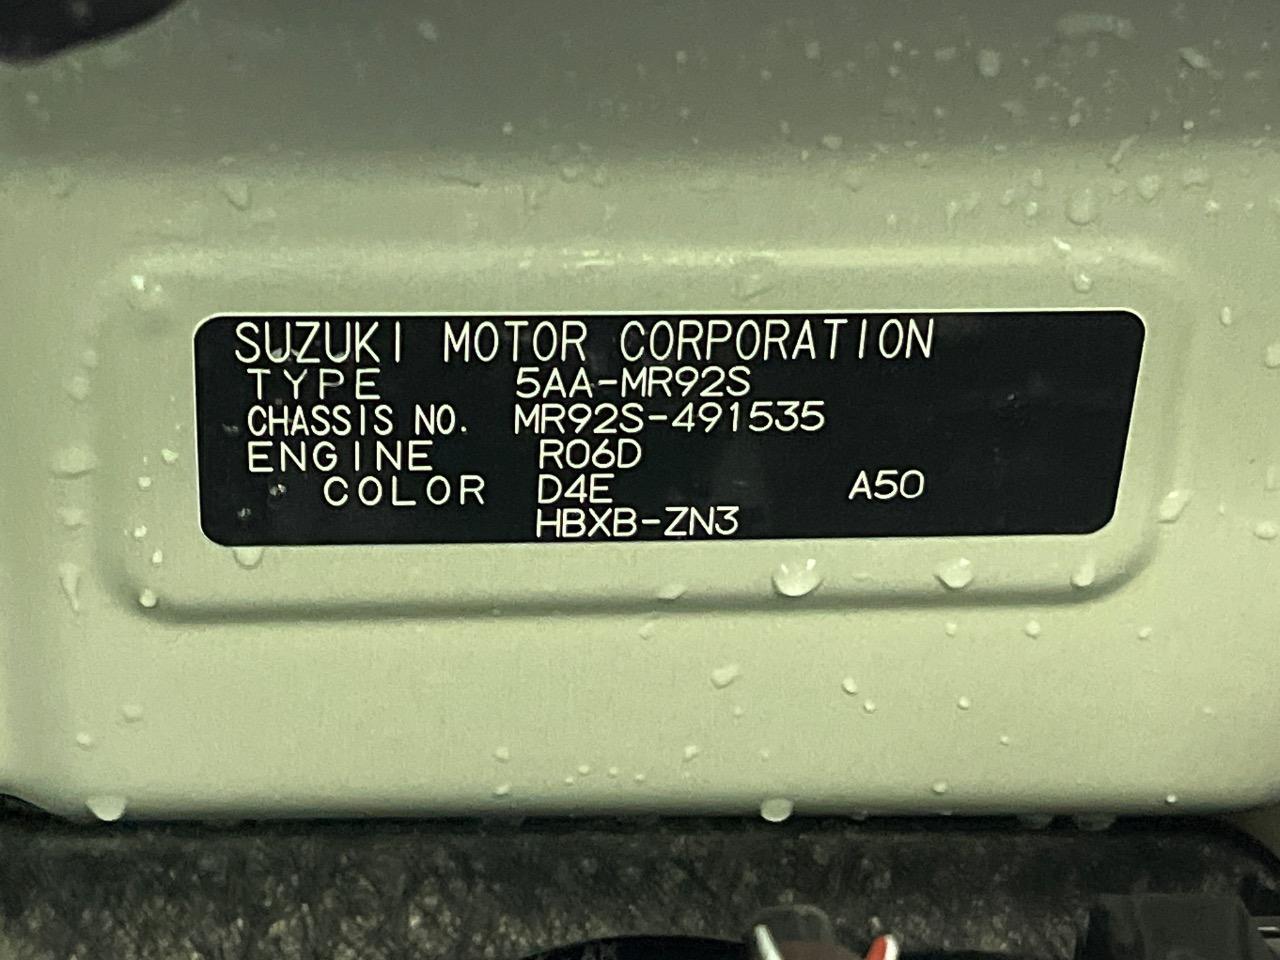 SUZUKI MOTOR CORPORATION
TYPE 5AA-MR92S
CHASSIS NO. MR92S-491535
ENGINE R06D
COLOR D4E A50
HBXB-ZN3